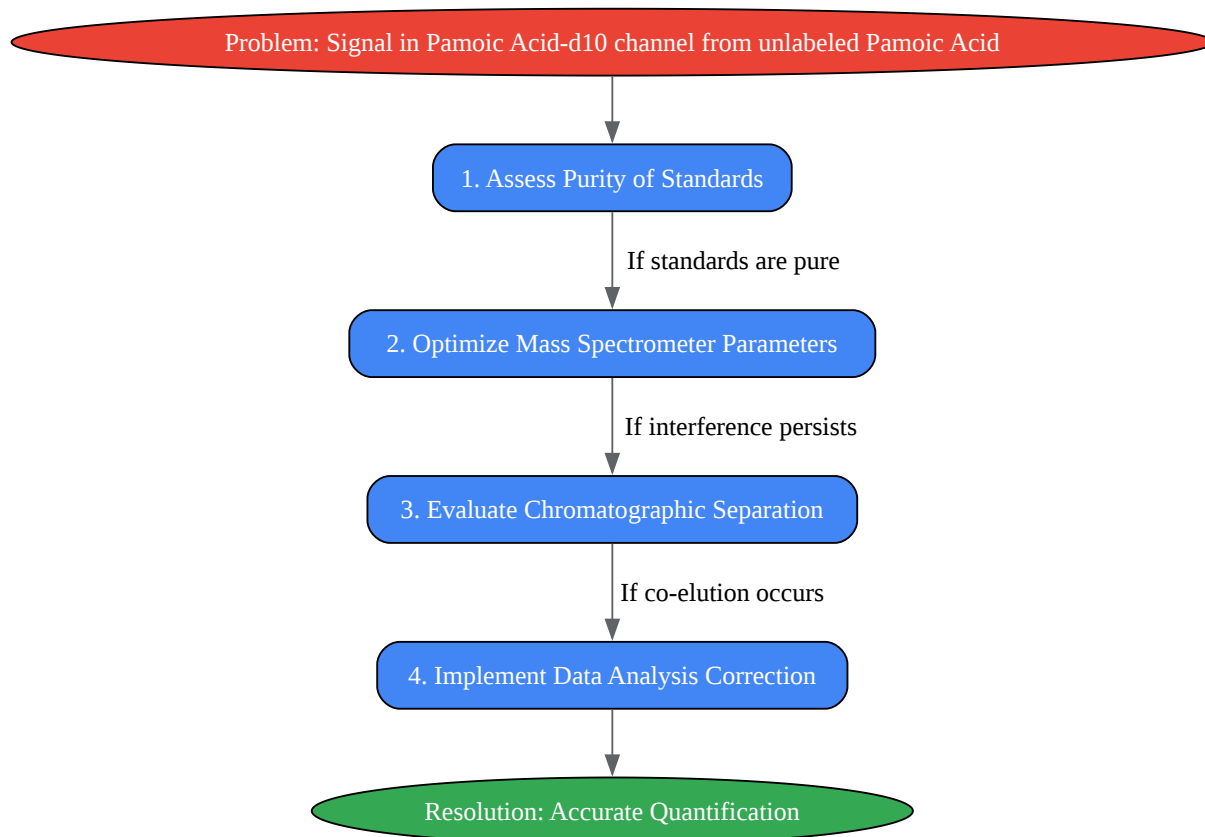 Problem: Signal in Pamoic Acid-d10 channel from unlabeled Pamoic Acid
1. Assess Purity of Standards
If standards are pure
2. Optimize Mass Spectrometer Parameters
If interference persists
3. Evaluate Chromatographic Separation
If co-elution occurs
4. Implement Data Analysis Correction
Resolution: Accurate Quantification